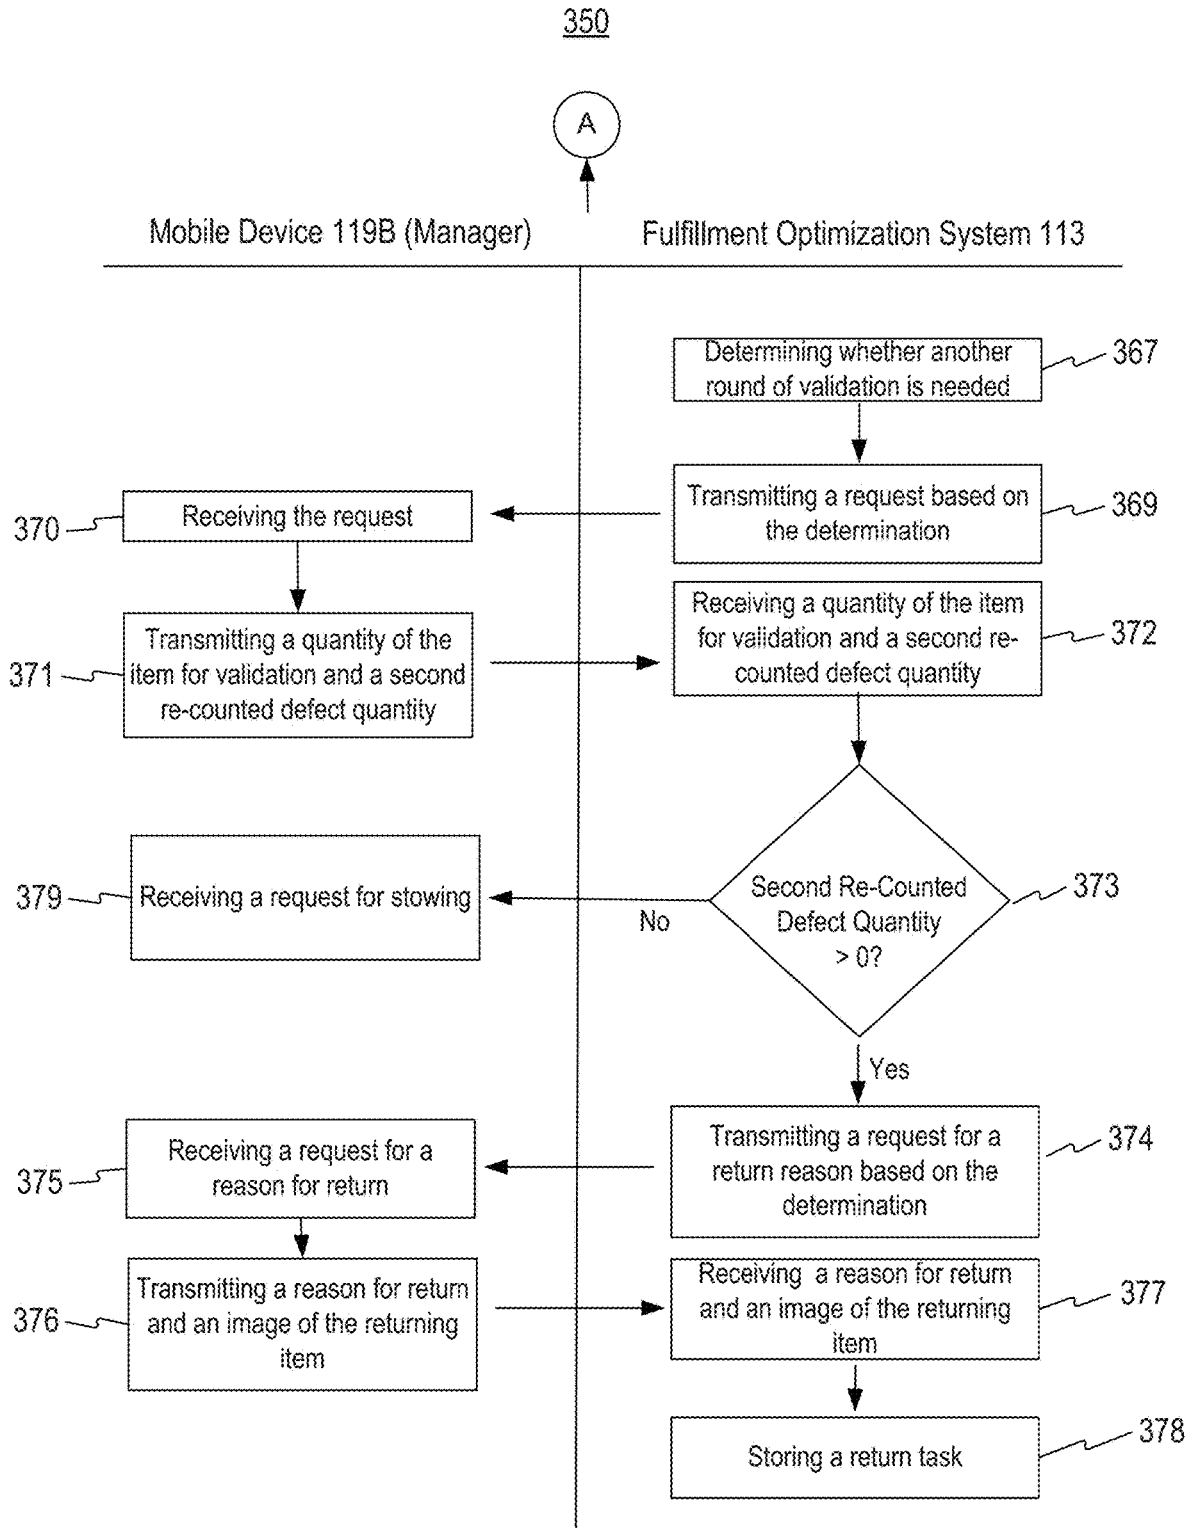 350
A
Mobile Device 119B (Manager)
Fulfillment Optimization System 113
Determining whether another
round of validation is needed
367
Transmitting a request based on
the determination
369
Receiving the request
370
Transmitting a quantity of the
item for validation and a second
re-counted defect quantity
371
Receiving a quantity of the item
for validation and a second re-
counted defect quantity
372
Second Re-Counted
Defect Quantity
> 0?
373
No
Receiving a request for stowing
379
Yes
Transmitting a request for a
return reason based on the
determination
374
Receiving a request for a
reason for return
375
Transmitting a reason for return
and an image of the returning
item
376
Receiving a reason for return
and an image of the returning
item
377
Storing a return task
378